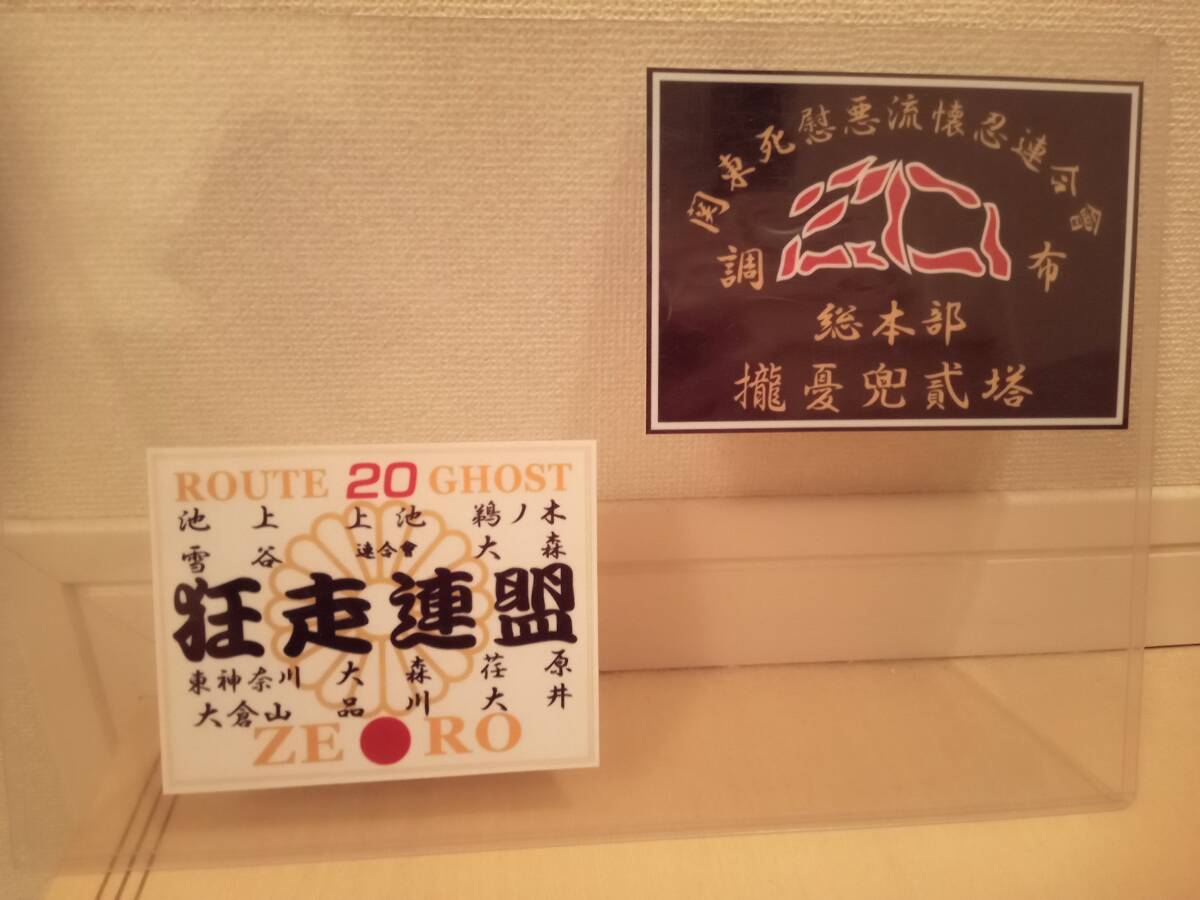 関東死慰悪流懐忍連合會
調布
総本部
攏憂兜貳塔
ROUTE 20 GHOST
池上 上池 鵜ノ木
雪谷 連合會 大森
狂走連盟
東神奈川 大森 荏原
大倉山 品川 大井
ZE RO